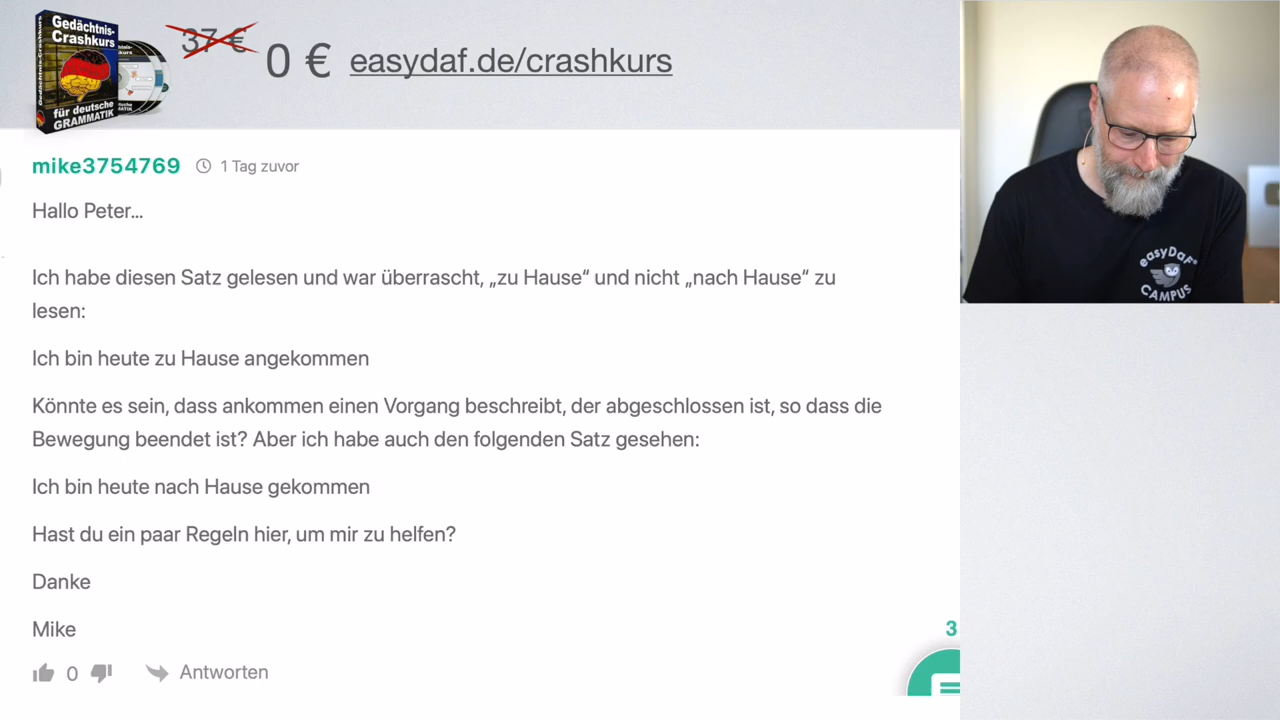 Gedächtnis-
Crashkurs
für deutsche
GRAMMATIK
37 €
0 € easydaf.de/crashkurs
mike3754769 1 Tag zuvor
Hallo Peter...
Ich habe diesen Satz gelesen und war überrascht, „zu Hause“ und nicht „nach Hause“ zu
lesen:
Ich bin heute zu Hause angekommen
Könnte es sein, dass ankommen einen Vorgang beschreibt, der abgeschlossen ist, so dass die
Bewegung beendet ist? Aber ich habe auch den folgenden Satz gesehen:
Ich bin heute nach Hause gekommen
Hast du ein paar Regeln hier, um mir zu helfen?
Danke
Mike
0 Antworten
3
easyDaF®
CAMPUS